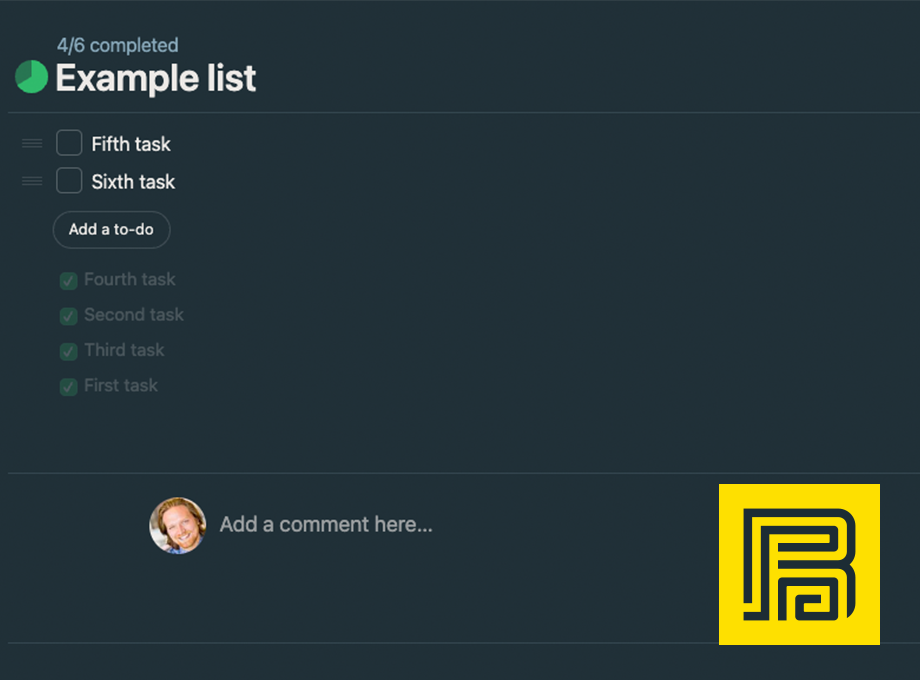 4/6 completed
Example list
Fifth task
Sixth task
Add a to-do
Fourth task
Second task
Third task
First task
Add a comment here...